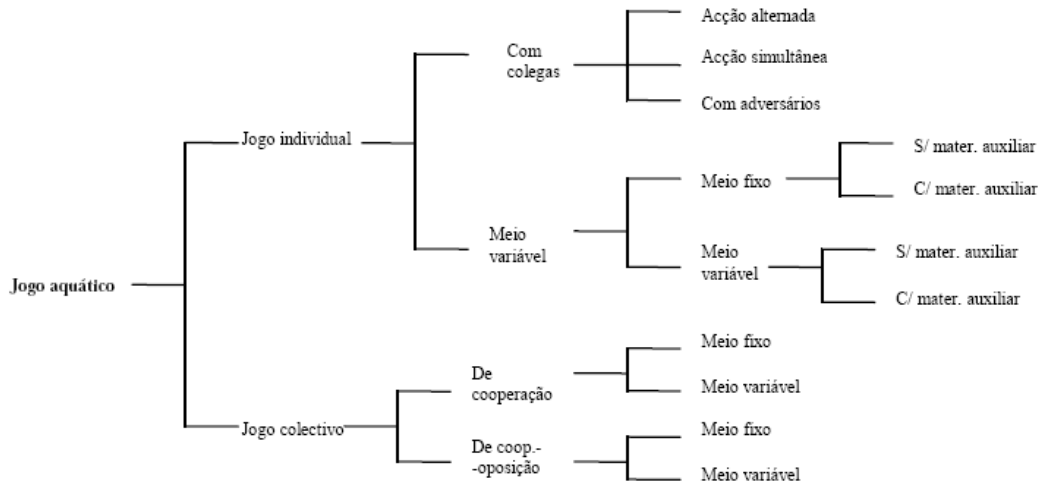 Acção alternada
Com
colegas
Acção simultânea
Com adversários
Jogo individual
S/ mater. auxiliar
Meio fixo
C/ mater. auxiliar
Meio
variável
Meio
variável
S/ mater. auxiliar
C/ mater. auxiliar
Jogo aquático
Meio fixo
De
cooperação
Meio variável
Jogo colectivo
Meio fixo
De coop.-
-oposição
Meio variável